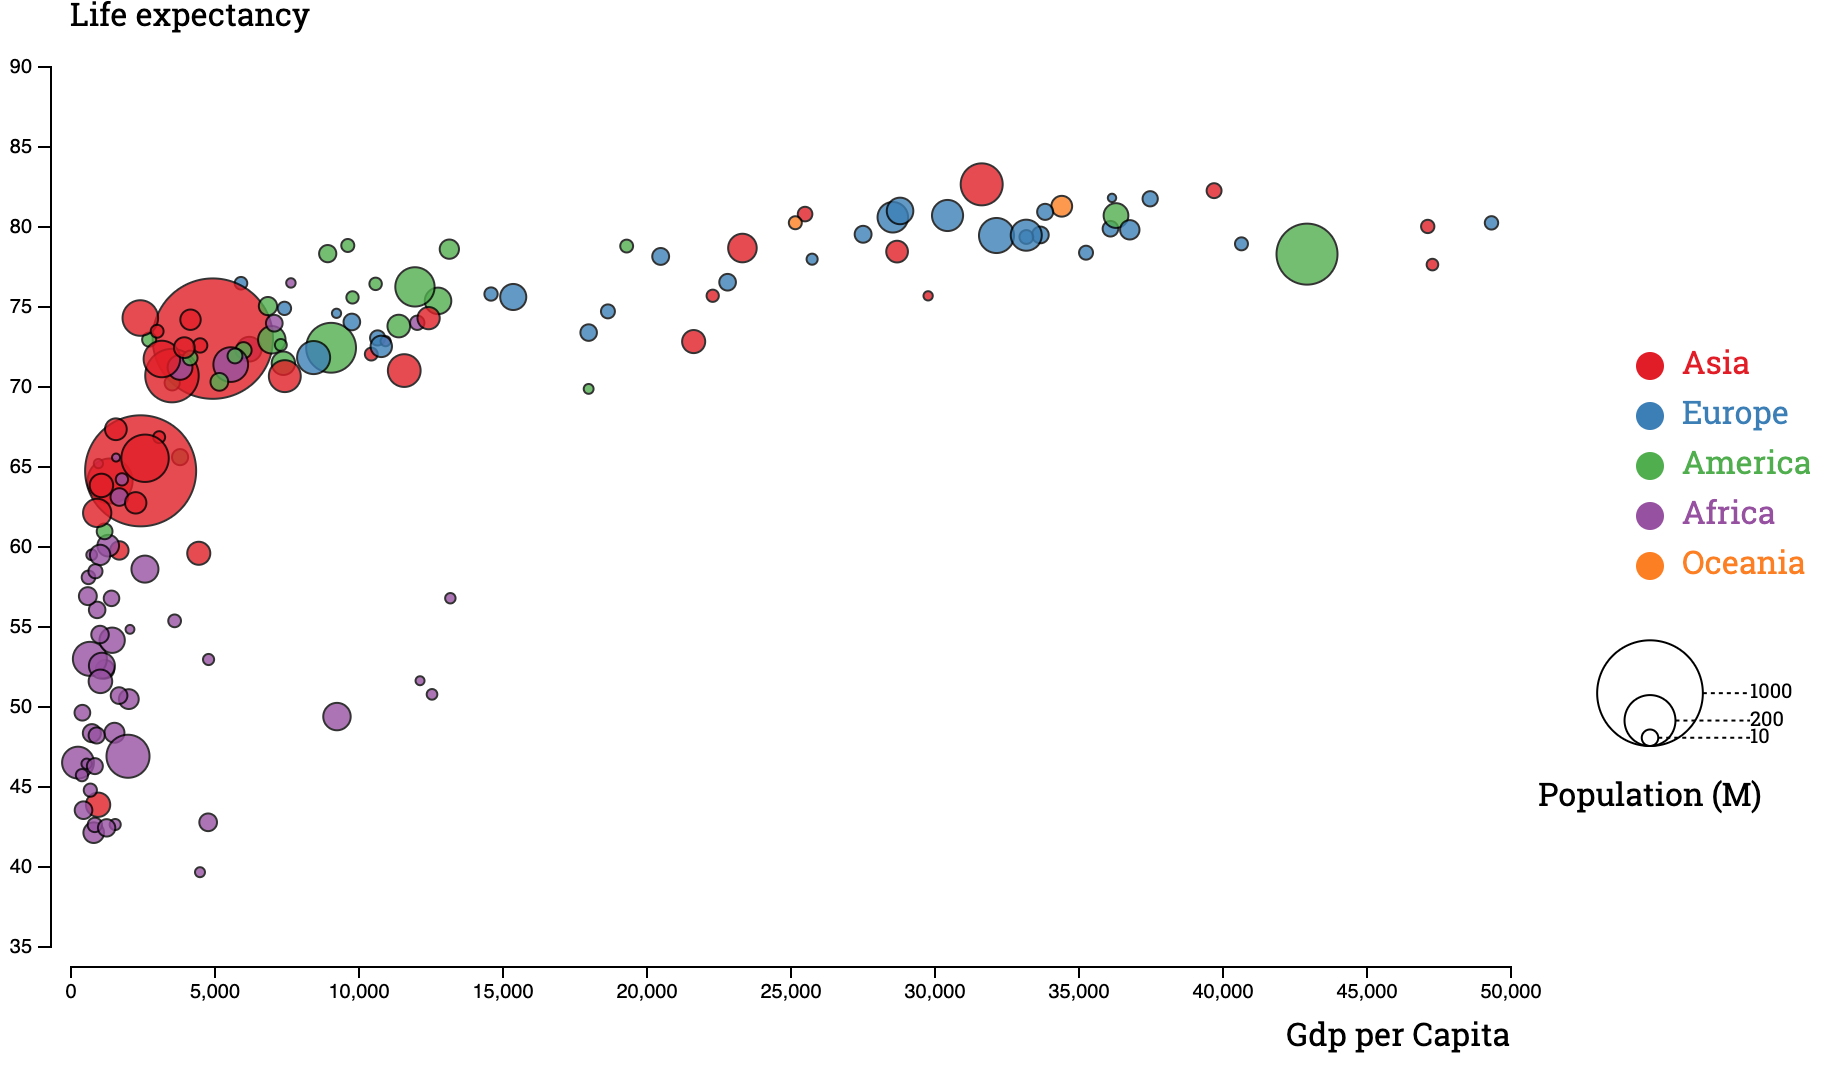 Life expectancy
90
85
80
75
70
65
60
55
50
45
40
35
0 5,000 10,000 15,000 20,000 25,000 30,000 35,000 40,000 45,000 50,000
Gdp per Capita
Asia
Europe
America
Africa
Oceania
1000
200
10
Population (M)